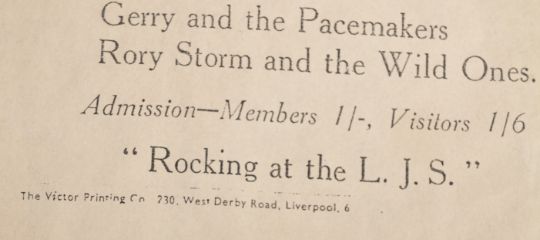 Gerry and the Pacemakers
Rory Storm and the Wild Ones.
Admission—Members 1/-, Visitors 1/6
“ Rocking at the L. J. S. ”
The Victor Printing Co 730, West Derby Road, Liverpool, 6